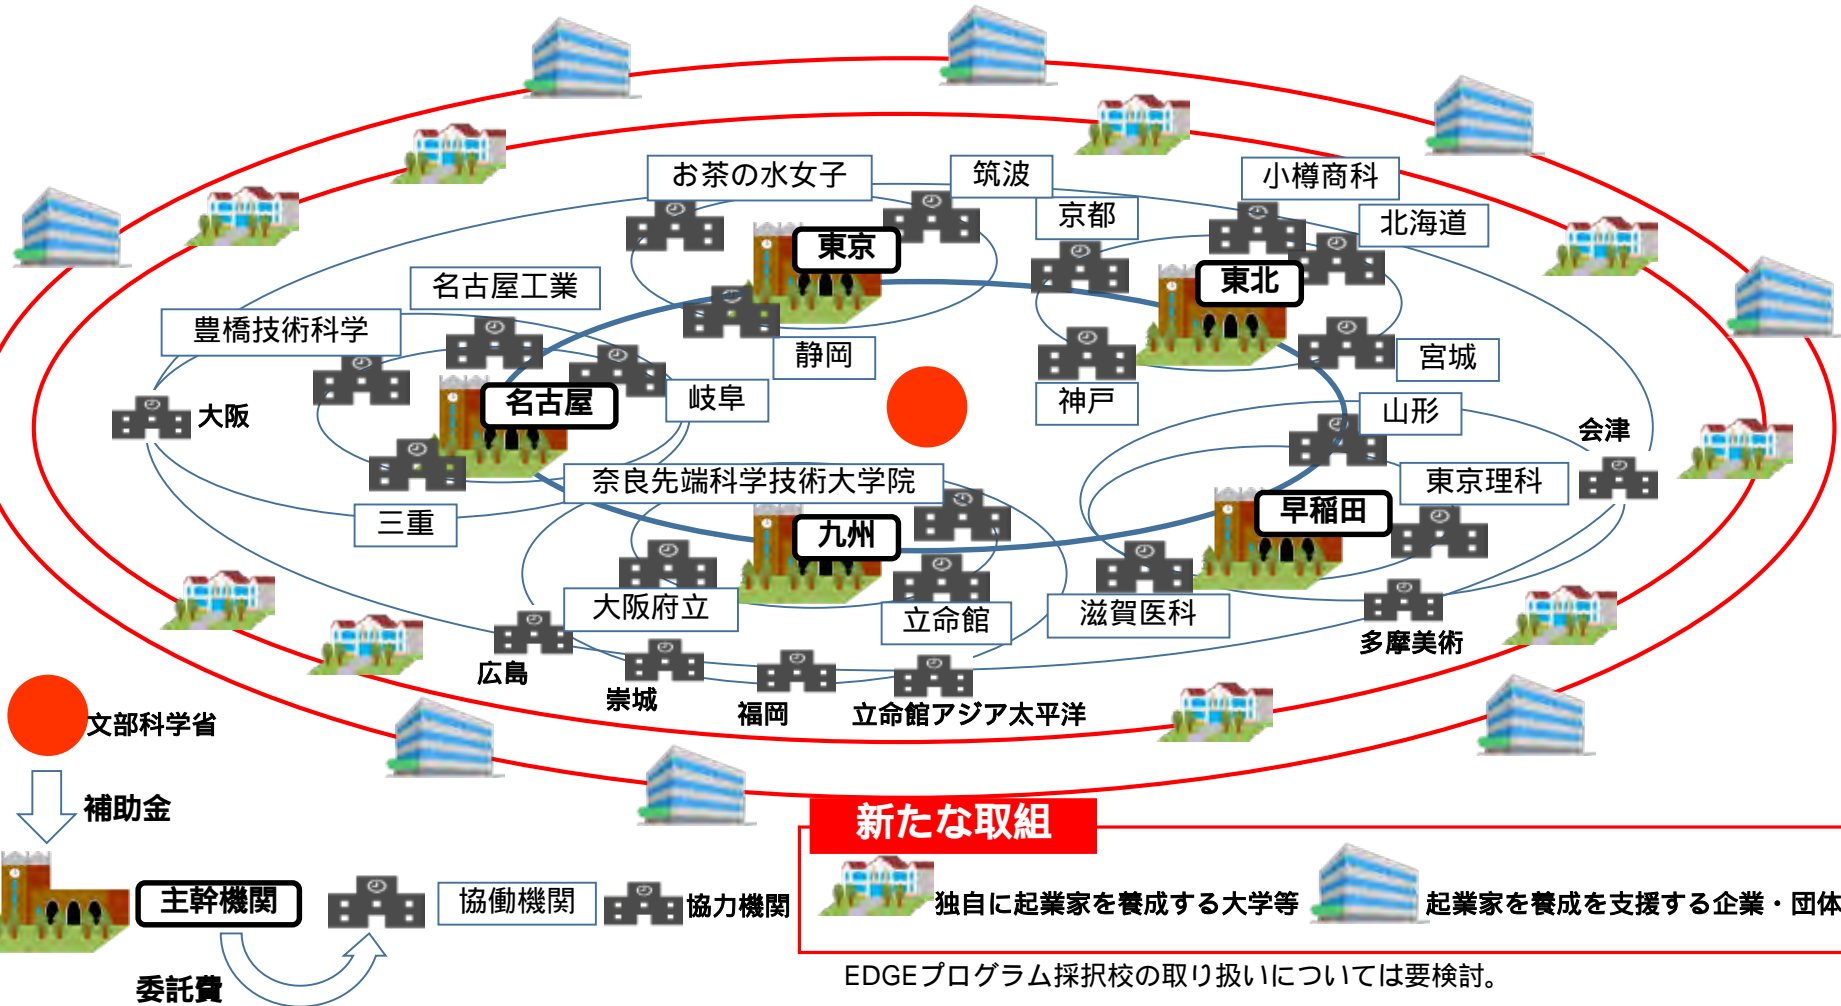 お茶の水女子
筑波
小樽商科
京都
北海道
東京
東北
名古屋工業
豊橋技術科学
静岡
宮城
名古屋
岐阜
神戸
山形
大阪
会津
奈良先端科学技術大学院
東京理科
三重
九州
早稲田
大阪府立
立命館
滋賀医科
多摩美術
広島
崇城
福岡
立命館アジア太平洋
文部科学省
補助金
新たな取組
主幹機関
協働機関
協力機関
独自に起業家を養成する大学等
起業家を養成を支援する企業・団体
委託費
EDGEプログラム採択校の取り扱いについては要検討。